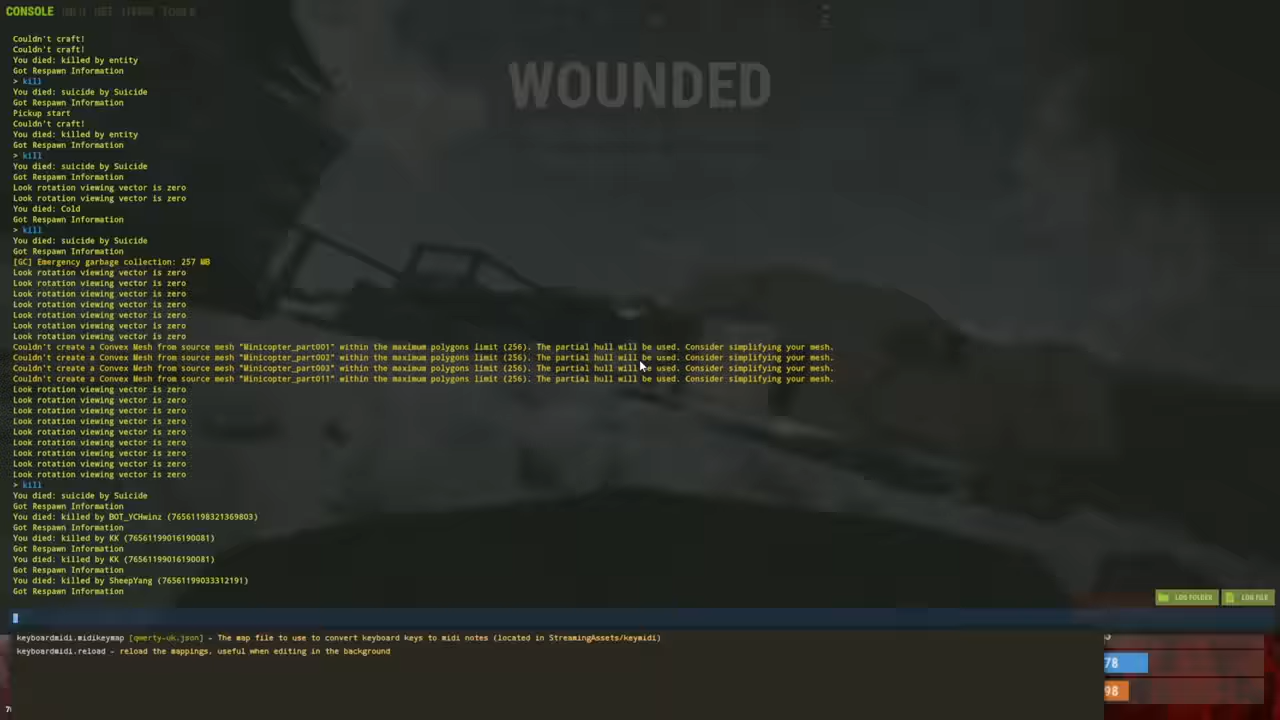 CONSOLE
WOUNDED
Couldn't craft!
Couldn't craft!
You died: killed by entity
Got Respawn Information
> kill
You died: suicide by Suicide
Got Respawn Information
Pickup start
Couldn't craft!
You died: killed by entity
Got Respawn Information
> kill
You died: suicide by Suicide
Got Respawn Information
Look rotation viewing vector is zero
Look rotation viewing vector is zero
You died: Cold
Got Respawn Information
> kill
You died: suicide by Suicide
Got Respawn Information
[GC] Emergency garbage collection: 257 MB
Look rotation viewing vector is zero
Look rotation viewing vector is zero
Look rotation viewing vector is zero
Look rotation viewing vector is zero
Look rotation viewing vector is zero
Look rotation viewing vector is zero
Look rotation viewing vector is zero
Couldn't create a Convex Mesh from source mesh "Minicopter_part001" within the maximum polygons limit (256). The partial hull will be used. Consider simplifying your mesh.
Couldn't create a Convex Mesh from source mesh "Minicopter_part002" within the maximum polygons limit (256). The partial hull will be used. Consider simplifying your mesh.
Couldn't create a Convex Mesh from source mesh "Minicopter_part003" within the maximum polygons limit (256). The partial hull will be used. Consider simplifying your mesh.
Couldn't create a Convex Mesh from source mesh "Minicopter_part011" within the maximum polygons limit (256). The partial hull will be used. Consider simplifying your mesh.
Look rotation viewing vector is zero
Look rotation viewing vector is zero
Look rotation viewing vector is zero
Look rotation viewing vector is zero
Look rotation viewing vector is zero
Look rotation viewing vector is zero
Look rotation viewing vector is zero
Look rotation viewing vector is zero
Look rotation viewing vector is zero
> kill
You died: suicide by Suicide
Got Respawn Information
You died: killed by BOT_YCHwinz (76561198321369803)
Got Respawn Information
You died: killed by KK (76561199016190081)
Got Respawn Information
You died: killed by KK (76561199016190081)
Got Respawn Information
You died: killed by SheepYang (76561199033312191)
Got Respawn Information
LOG FOLDER
LOG FILE
keyboardmidi.midikeymap [qwerty-uk.json] - The map file to use to convert keyboard keys to midi notes (located in StreamingAssets/keymidi)
keyboardmidi.reload - reload the mappings, useful when editing in the background
78
98